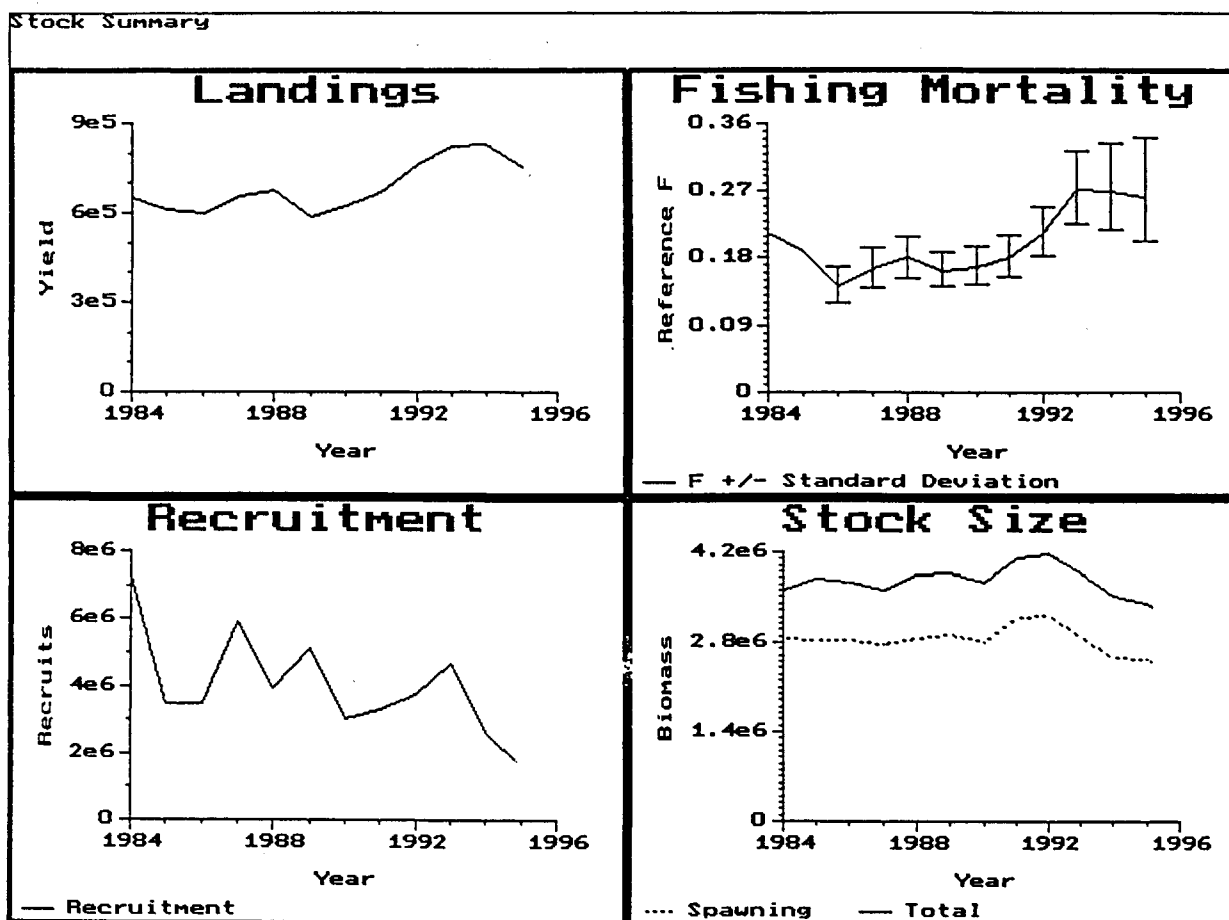 Stock Summary
Landings
9e5
6e5
3e5
0
Yield
1984 1988 1992 1996
Year
Fishing Mortality
0.36
0.27
0.18
0.09
0
Reference F
1984 1988 1992 1996
Year
— F +/- Standard Deviation
Recruitment
8e6
6e6
4e6
2e6
0
Recruits
1984 1988 1992 1996
Year
— Recruitment
Stock Size
4.2e6
2.8e6
1.4e6
0
Biomass
1984 1988 1992 1996
Year
.... Spawning — Total